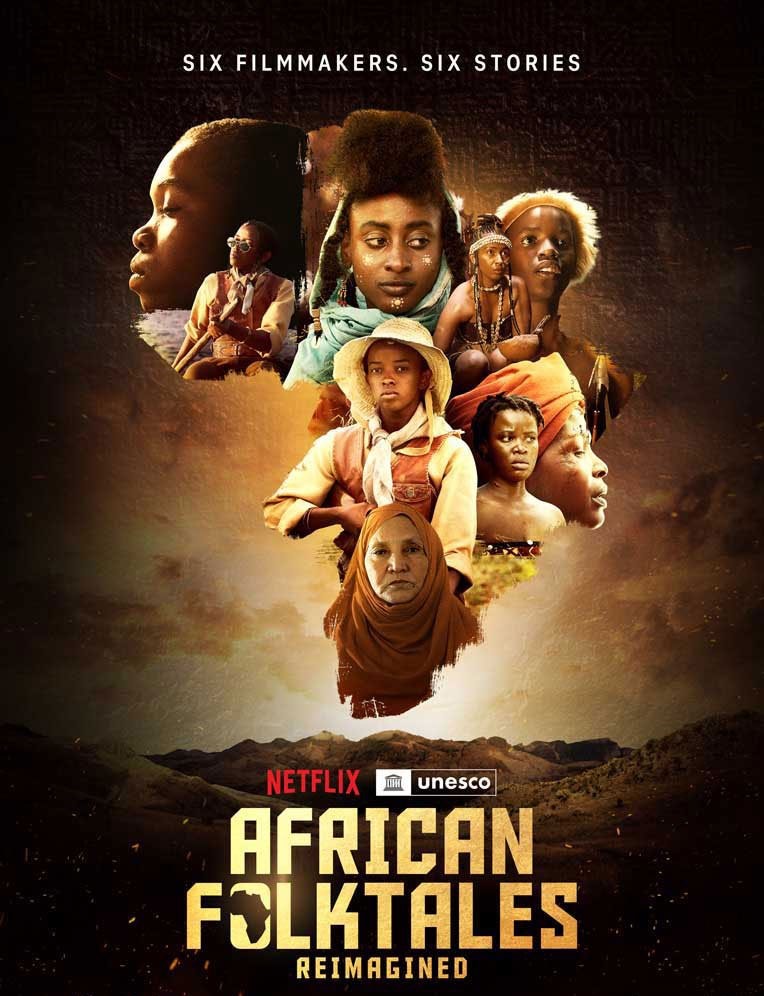 SIX FILMMAKERS. SIX STORIES
NETFLIX unesco
AFRICAN
FOLKTALES
REIMAGINED